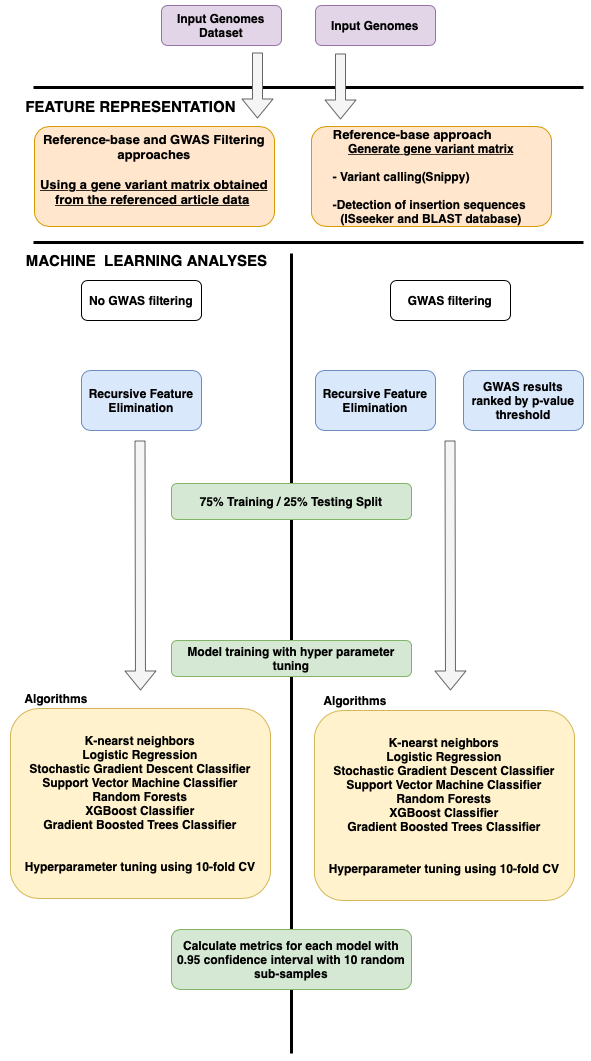 Input Genomes
Dataset
Input Genomes
FEATURE REPRESENTATION
Reference-base and GWAS Filtering
approaches
Using a gene variant matrix obtained
from the referenced article data
Reference-base approach
Generate gene variant matrix
- Variant calling(Snippy)
-Detection of insertion sequences
(ISseeker and BLAST database)
MACHINE LEARNING ANALYSES
No GWAS filtering
GWAS filtering
Recursive Feature
Elimination
Recursive Feature
Elimination
GWAS results
ranked by p-value
threshold
75% Training / 25% Testing Split
Model training with hyper parameter
tuning
Algorithms
K-nearst neighbors
Logistic Regression
Stochastic Gradient Descent Classifier
Support Vector Machine Classifier
Random Forests
XGBoost Classifier
Gradient Boosted Trees Classifier
Hyperparameter tuning using 10-fold CV
Algorithms
K-nearst neighbors
Logistic Regression
Stochastic Gradient Descent Classifier
Support Vector Machine Classifier
Random Forests
XGBoost Classifier
Gradient Boosted Trees Classifier
Hyperparameter tuning using 10-fold CV
Calculate metrics for each model with
0.95 confidence interval with 10 random
sub-samples